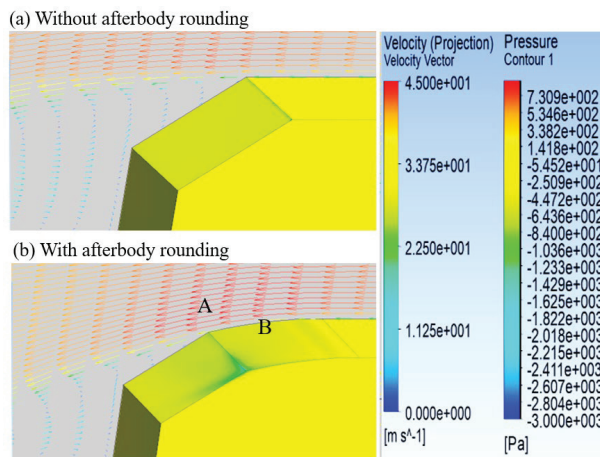 (a) Without afterbody rounding
(b) With afterbody rounding
A
B
Velocity (Projection)
Velocity Vector
4.500e+001
3.375e+001
2.250e+001
1.125e+001
0.000e+000
[m s^-1]
Pressure
Contour 1
7.309e+002
5.346e+002
3.382e+002
1.418e+002
-5.452e+001
-2.509e+002
-4.472e+002
-6.436e+002
-8.400e+002
-1.036e+003
-1.233e+003
-1.429e+003
-1.625e+003
-1.822e+003
-2.018e+003
-2.215e+003
-2.411e+003
-2.607e+003
-2.804e+003
-3.000e+003
[Pa]